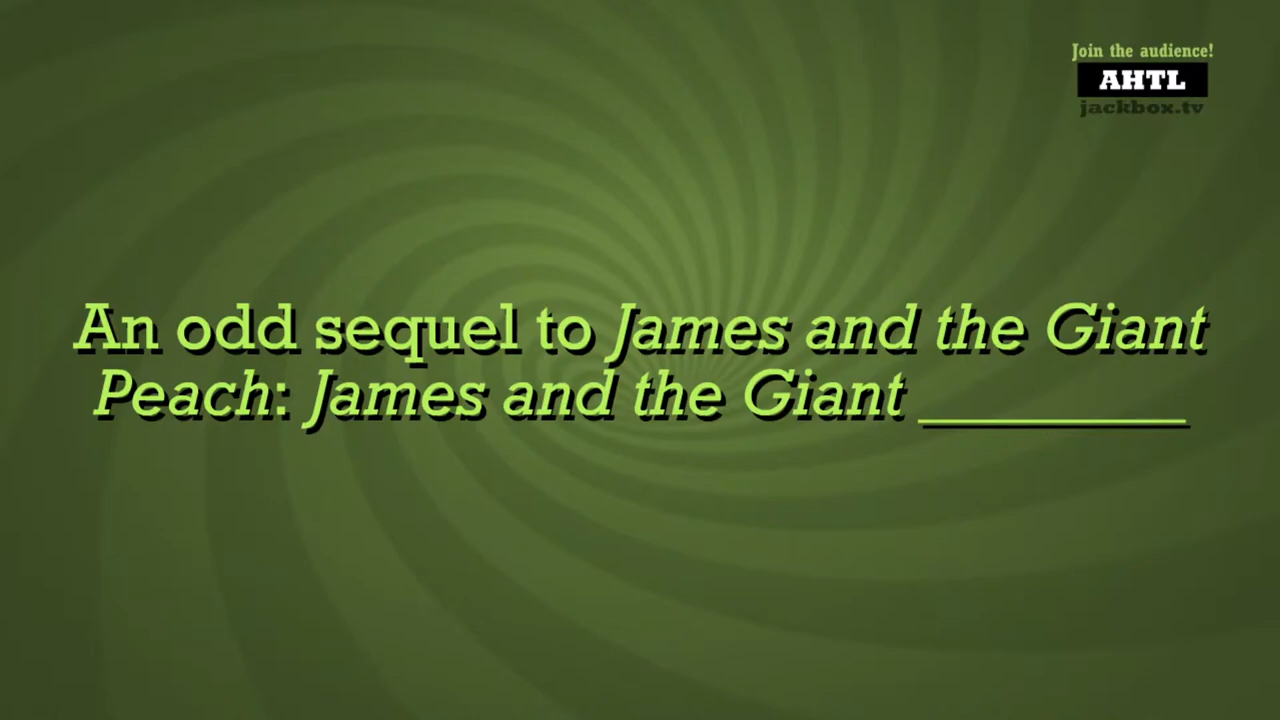 Join the audience!
AHTL
jackbox.tv
An odd sequel to James and the Giant
Peach: James and the Giant _________